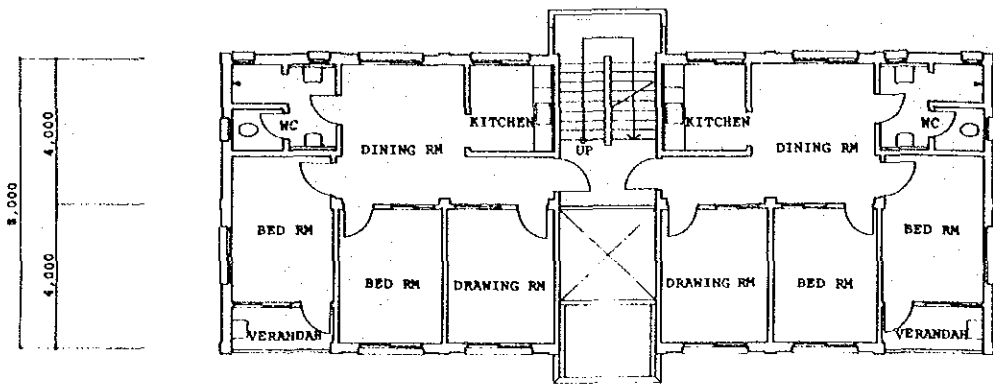 4,000
8,000
4,000
WC
DINING RM
KITCHEN
UP
KITCHEN
DINING RM
WC
BED RM
BED RM
DRAWING RM
DRAWING RM
BED RM
BED RM
VERANDAH
VERANDAH